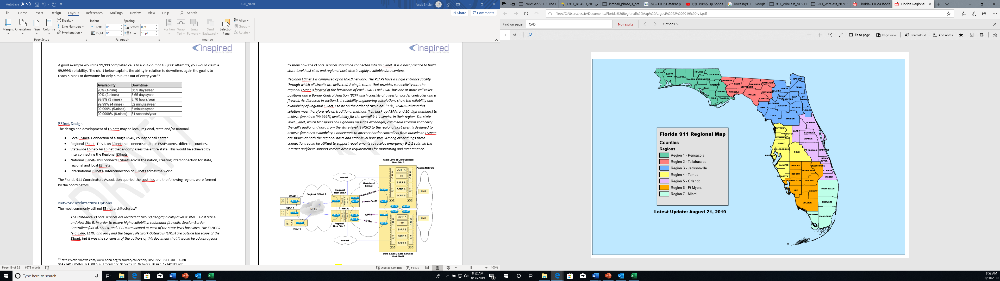 AutoSave Off
Draft_NG911
Jessie Shuler JS
File Home Insert Design Layout References Mailings Review View Help Search
Share Comments
Margins Orientation Size Columns
Breaks
Line Numbers
Hyphenation
Page Setup
Indent Spacing
Left: 0" Before: 0 pt
Right: 0" After: 10 pt
Paragraph
Position Wrap Text Bring Forward Send Backward Selection Pane
Align
Group
Rotate
Arrange
inspired
TECHNOLOGIES
A good example would be 99,999 completed calls to a PSAP out of 100,000 attempts, you would claim a
99.999% reliability. The chart below explains the ability in relation to downtime, again the goal is to
reach 5-nines or downtime for only 5 minutes out of every year.15
Availability Downtime
90% (1-nine) 36.5 days/year
99% (2-nines) 3.65 days/year
99.9% (3-nines) 8.76 hours/year
99.99% (4-nines) 52 minutes/year
99.999% (5-nines) 5 minutes/year
99.9999% (6-nines) 31 seconds/year
ESInet Design
The design and development of ESInets may be local, regional, state and/or national.
• Local ESInet- Connection of a single PSAP, county or call center
• Regional ESInet- This is an ESInet that connects multiple PSAPs across different counties.
• Statewide ESInet- An ESInet that encompasses the entire state. This would be achieved by
interconnecting the Regional ESInets.
• National ESInet- This connects ESInets across the nation, creating interconnection for state,
regional and local ESInets
• International ESInets- Interconnection of ESInets across the world.
The Florida 911 Coordinators Association queried the coutnies and the following regions were formed
by the coordinators.
Network Architecture Options
The most commonly utilized ESInet architectures:16
The state-level i3 core services are located at two (2) geographically-diverse sites – Host Site A
and Host Site B. In order to assure high availability, redundant firewalls, Session Border
Controllers (SBCs), ESRPs, and ECRFs are located at each of the state-level host sites. The i3 NGCS
(e.g.ESRP, ECRF, and PRF) and the Legacy Network Gateways (LNGs) are outside the scope of the
ESInet, but it was the consensus of the authors of this document that it would be advantageous
15 https://cdn.ymaws.com/www.nena.org/resource/collection/2851C951-69FF-40F0-A6B8-
36A714CB085D/NENA_08-506_Emergency_Services_IP_Network_Design_12142011.pdf
DRAFT
inspired
TECHNOLOGIES
to show how the i3 core services should be connected into an ESInet. It is a best practice to build
state-level host sites and regional host sites in highly available data centers.
Regional ESInet 1 is comprised of an MPLS network. The PSAPs have a single entrance facility
through which all circuits are delivered. A single router that provides connectivity into the
regional ESInet is located in the backroom of each PSAP. Each PSAP has one or more call taker
positions and a Border Control Function (BCF) which consists of a session border controller and a
firewall. As discussed in section 3.4, reliability engineering calculations show the reliability and
availability of Regional ESInet 1 to be on the order of two nines (99%). PSAPs utilizing this
solution must therefore rely on traditional methods (i.e., back-up PSAPs and 10-digit numbers) to
achieve five nines (99.999%) availability for the overall 9-1-1 service in their region. The state-
level ESInet, which transports call signaling message exchanges, call media streams that carry
the call's audio, and data from the state-level i3 NGCS to the regional host sites, is designed to
achieve five nines availability. Connections to Internet border controllers from outside an ESInets
are shown at both the regional hosts and state-level host sites. Among other things these
connections could be utilized to support requirements to receive emergency 9-1-1 calls via the
Internet and/or to support remote access requirements for monitoring and maintenance.
State-Level i3 Core Services
Host Site A
Access Network
Internet
State-level
ESInet
Regional
Host Site A
Regional ESInet 1
PSAP 1
PSAP 2
PSAP 3
MPLS
Host A
Regional
Host Site B
Metro Ethernet
T1 over Sonet
MPLS
4.9 Ghz
Internet
SBC
FW
BCF
ESRP A
PRF
ESRP B
ECRF A
ECRF B
SBC
FW
BCF
LNG
SBC
FW
BCF
ESRP A
PRF
ESRP B
ECRF A
ECRF B
SBC
FW
BCF
LNG
State-Level i3 Core Services
Host Site B
Page 19 of 32 6679 words
Display Settings Focus 100%
Type here to search
8:52 AM
8/30/2019
NextGen 9-1-1 The E E911_BOARD_2018_A kimball_phase_1_ore NG911GISDataPro.p Pump Up Songs iowa ng911 - Google 911_Wireless_NG911 911_Wireless_NG911 Florida911CoAssocia Florida Regional
file:///C:/Users/Jessie/Documents/Florida%20Regional%20Map%20August%2022%202019%20-v1.pdf
Find on page CAD No results Options
1 of 1 Fit to page Page view Read aloud Add notes
ESCAMBIA
SANTA
ROSA
OKALOOSA
WALTON
HOLMES
WASHINGTON
JACKSON
BAY
CALHOUN
LIBERTY
GULF
FRANKLIN
GADSDEN
LEON
WAKULLA
JEFFERSON
MADISON
TAYLOR
HAMILTON
SUWANNEE
LAFAYETTE
COLUMBIA
BAKER
NASSAU
DUVAL
Union
BRADFORD
CLAY
ST
JOHNS
DIXIE
GILCHRIST
ALACHUA
PUTNAM
FLAGLER
LEVY
MARION
VOLUSIA
CITRUS
SUMTER
LAKE
SEMINOLE
HERNANDO
ORANGE
PASCO
HILLSBOROUGH
POLK
OSCEOLA
BREVARD
PINELLAS
INDIAN
RIVER
MANATEE
HARDEE
HIGHLANDS
OKEECHOBEE
ST LUCIE
SARASOTA
DESOTO
MARTIN
CHARLOTTE
GLADES
LEE
HENDRY
PALM BEACH
COLLIER
BROWARD
MONROE
MIAMI-DADE
Florida 911 Regional Map
Counties
Regions
Region 1 - Pensacola
Region 2 - Tallahassee
Region 3 - Jacksonville
Region 4 - Tampa
Region 5 - Orlando
Region 6 - Ft Myers
Region 7 - Miami
Latest Update: August 21, 2019
8:52 AM
8/30/2019